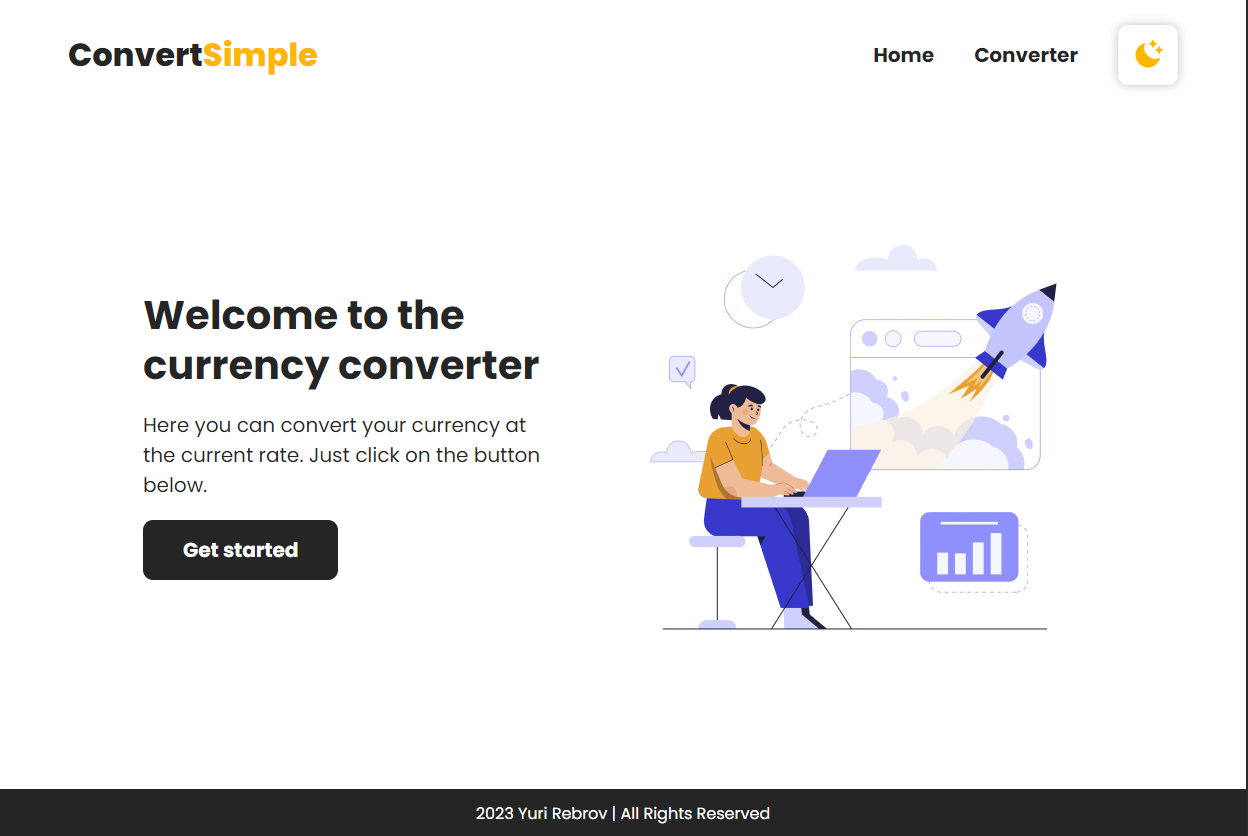 ConvertSimple
Home
Converter
Welcome to the
currency converter
Here you can convert your currency at
the current rate. Just click on the button
below.
Get started
2023 Yuri Rebrov | All Rights Reserved